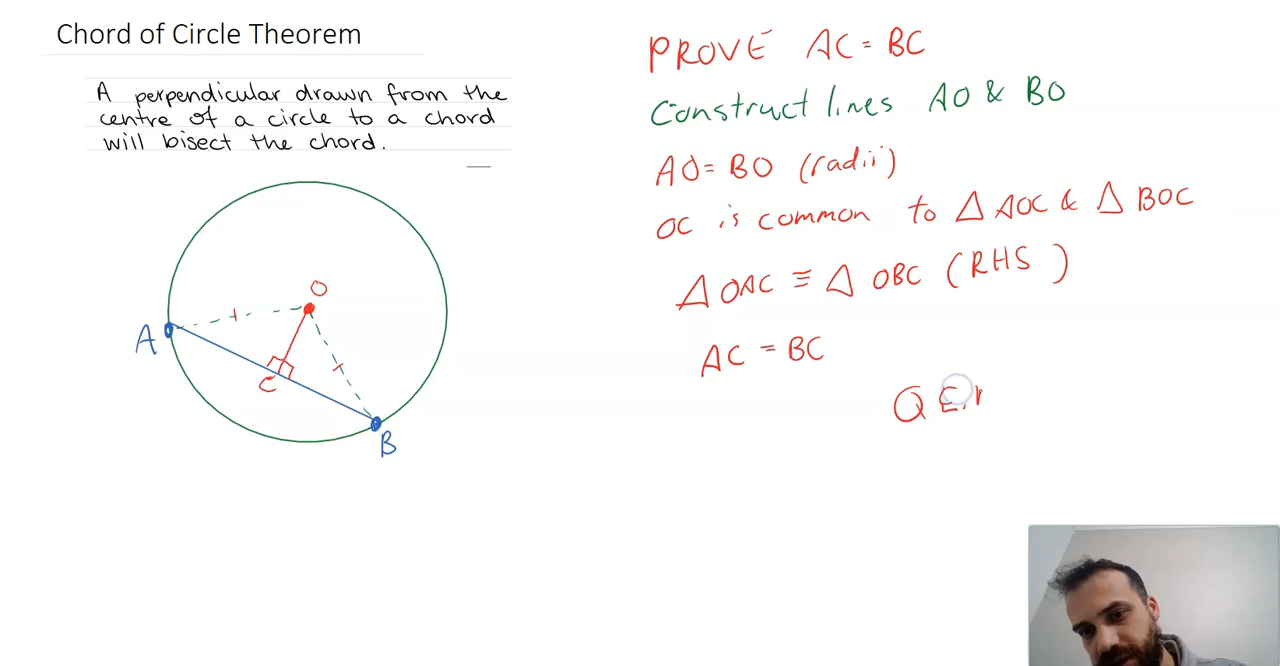 Chord of Circle Theorem
A perpendicular drawn from the
centre of a circle to a chord
will bisect the chord.
O
A
C
B
PROVE AC = BC
Construct lines AO & BO
AO = BO (radii)
OC is common to △ AOC & △ BOC
△ OAC ≡ △ OBC (RHS)
AC = BC
Q E